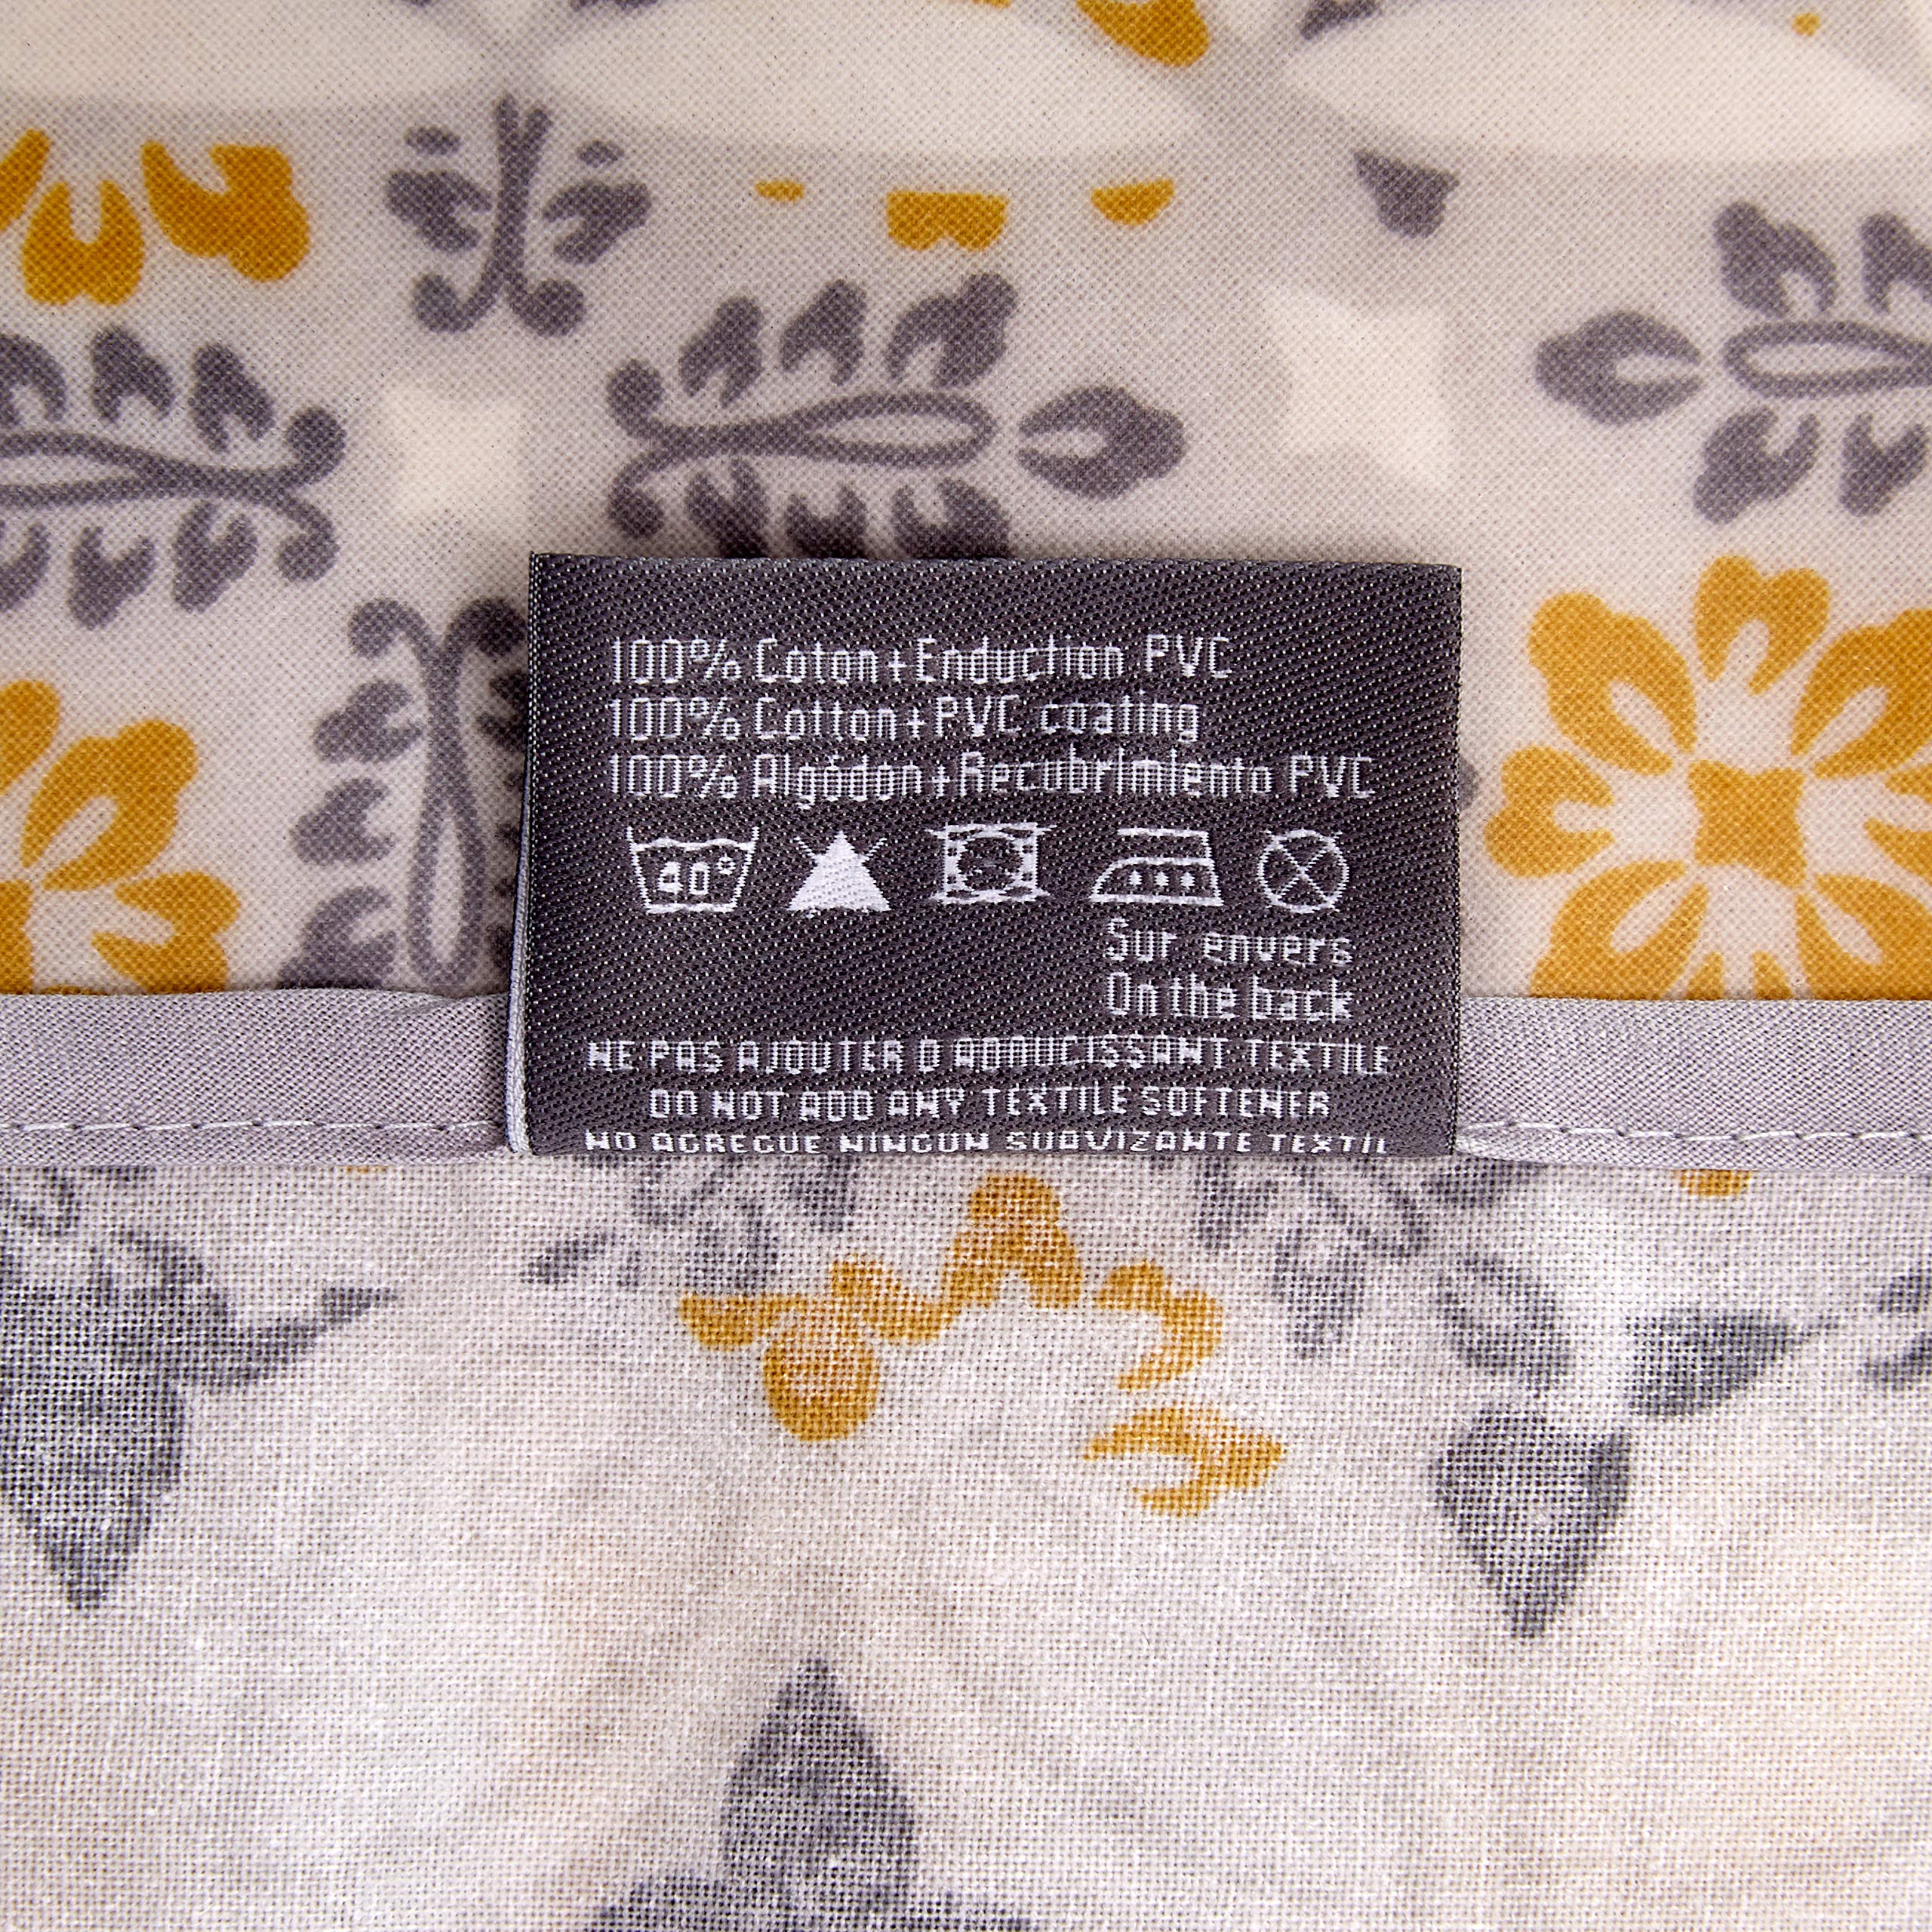 100% Coton+Enduction PVC
100% Cotton+PVC coating
100% Algódon+Recubrimiento PVC
40°
Sur envers
On the back
NE PAS AJOUTER D ADOUCISSANT TEXTILE
DO NOT ADD ANY TEXTILE SOFTENER
NO AGREGUE NINGUN SUAVIZANTE TEXTIL